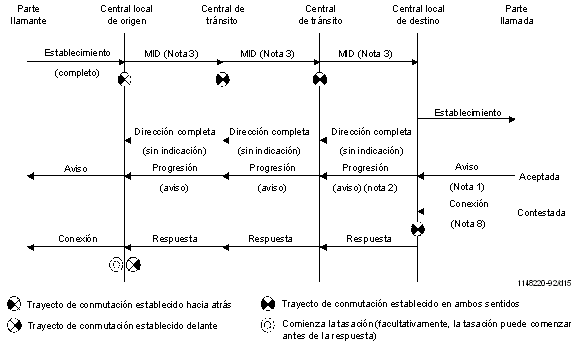 Parte llamante
Central local de origen
Central de tránsito
Central de tránsito
Central local de destino
Parte llamada
Establecimiento
(completo)
MID (Nota 3)
MID (Nota 3)
MID (Nota 3)
Establecimiento
Dirección completa
(sin indicación)
Dirección completa
(sin indicación)
Dirección completa
(sin indicación)
Aviso
Progresión
(aviso)
Progresión
(aviso)
Progresión
(aviso) (nota 2)
Aviso
(Nota 1)
Aceptada
Conexión
(Nota 8)
Contestada
Conexión
Respuesta
Respuesta
Respuesta
1148220-92/d15
Trayecto de conmutación establecido hacia atrás
Trayecto de conmutación establecido en ambos sentidos
Trayecto de conmutación establecido delante
Comienza la tasación (facultativamente, la tasación puede comenzar
antes de la respuesta)